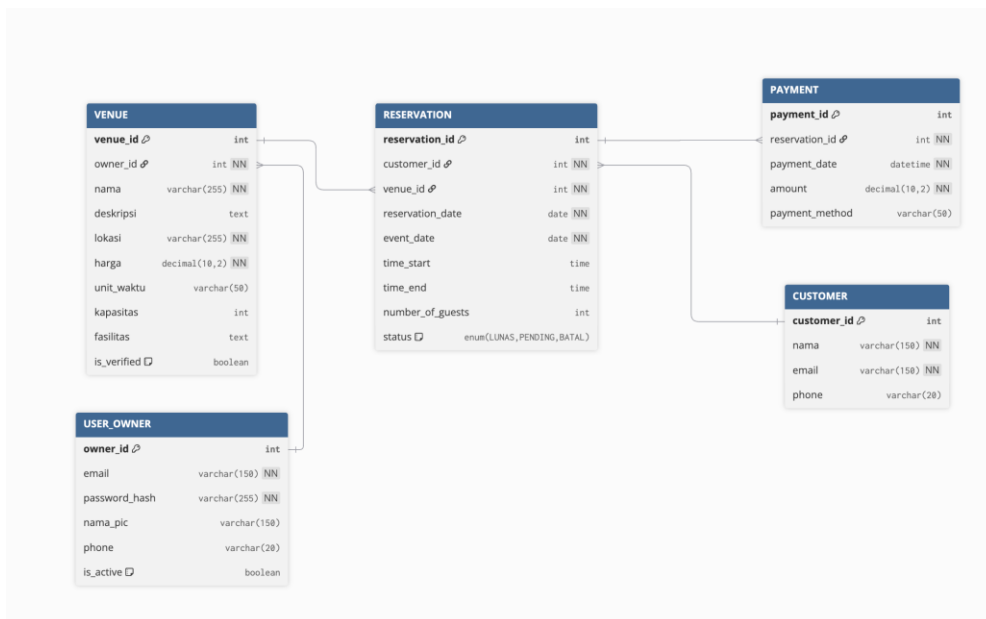 VENUE
venue_id int
owner_id int NN
nama varchar(255) NN
deskripsi text
lokasi varchar(255) NN
harga decimal(10,2) NN
unit_waktu varchar(50)
kapasitas int
fasilitas text
is_verified boolean
USER_OWNER
owner_id int
email varchar(150) NN
password_hash varchar(255) NN
nama_pic varchar(150)
phone varchar(20)
is_active boolean
RESERVATION
reservation_id int
customer_id int NN
venue_id int NN
reservation_date date NN
event_date date NN
time_start time
time_end time
number_of_guests int
status enum(LUNAS,PENDING,BATAL)
PAYMENT
payment_id int
reservation_id int NN
payment_date datetime NN
amount decimal(10,2) NN
payment_method varchar(50)
CUSTOMER
customer_id int
nama varchar(150) NN
email varchar(150) NN
phone varchar(20)